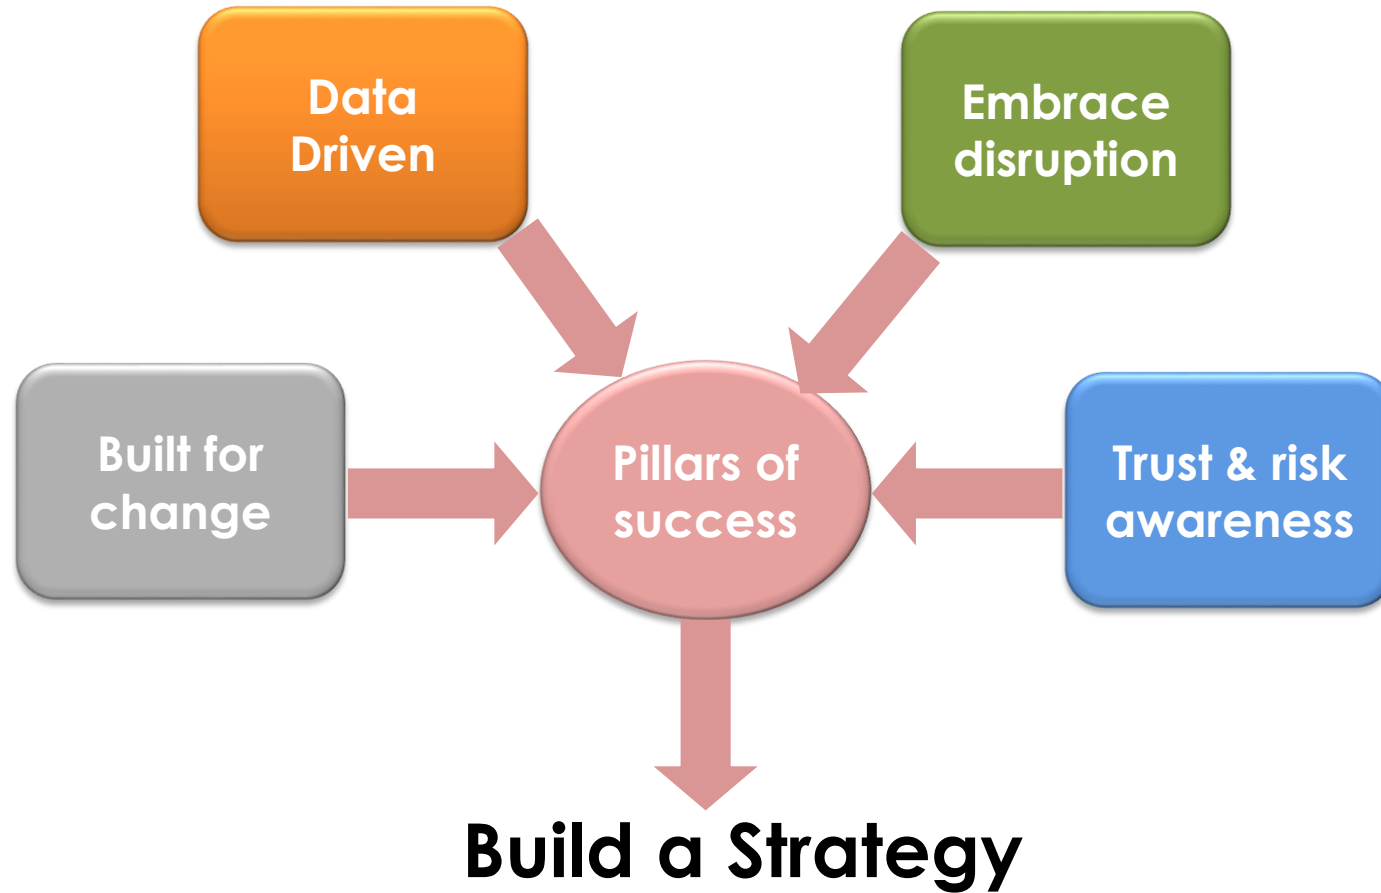 Data
Driven
Embrace
disruption
Built for
change
Pillars of
success
Trust & risk
awareness
Build a Strategy